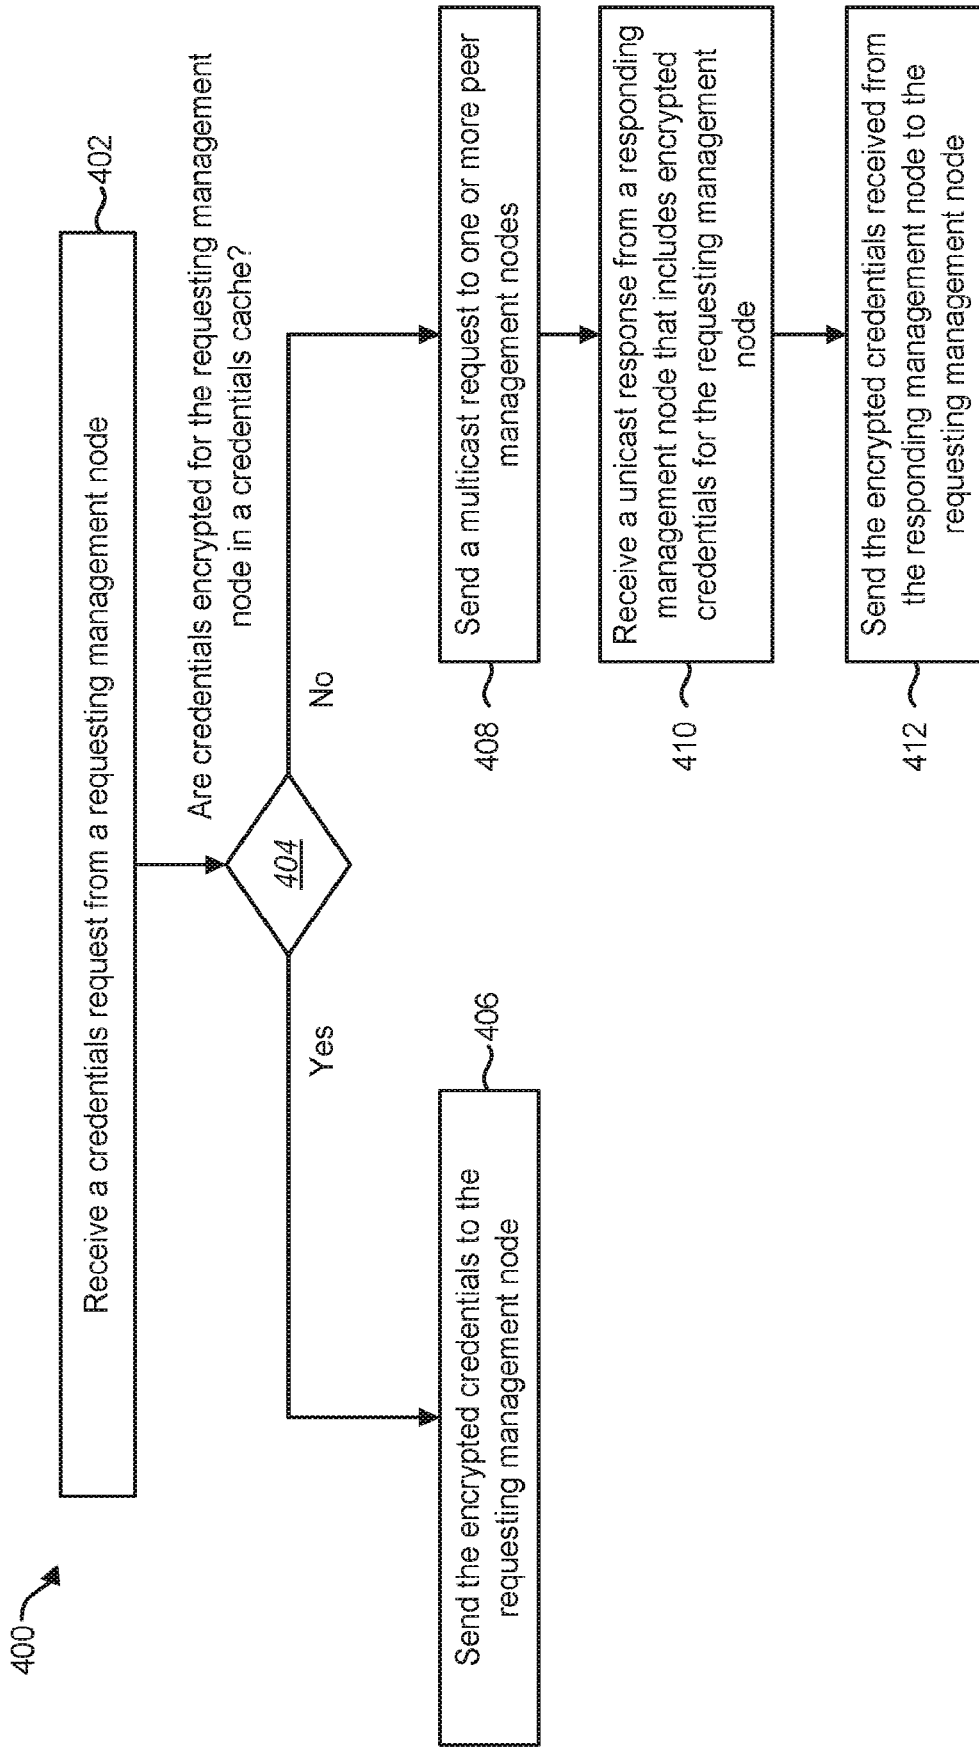 400
402
Receive a credentials request from a requesting management node
Are credentials encrypted for the requesting management
node in a credentials cache?
404
Yes
No
406
Send the encrypted credentials to the
requesting management node
408
Send a multicast request to one or more peer
management nodes
410
Receive a unicast response from a responding
management node that includes encrypted
credentials for the requesting management
node
412
Send the encrypted credentials received from
the responding management node to the
requesting management node